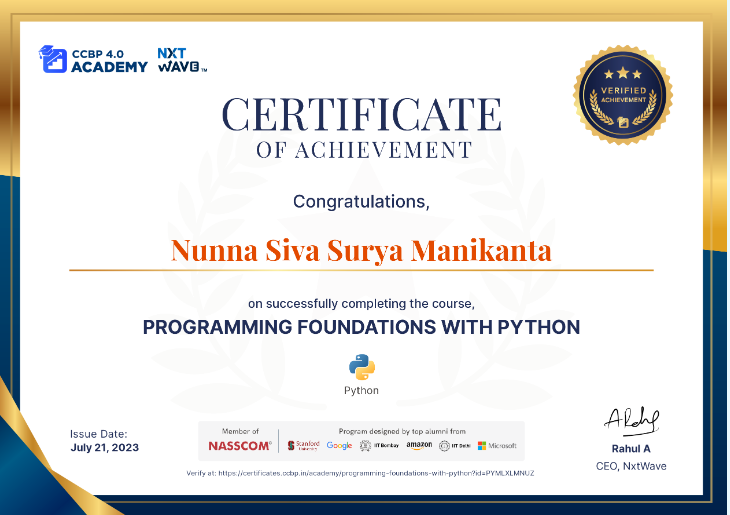 CCBP 4.0
ACADEMY
NXT
WAVE™
VERIFIED
ACHIEVEMENT
CERTIFICATE
OF ACHIEVEMENT
Congratulations,
Nunna Siva Surya Manikanta
on successfully completing the course,
PROGRAMMING FOUNDATIONS WITH PYTHON
Python
Issue Date:
July 21, 2023
Member of
NASSCOM®
Program designed by top alumni from
Stanford University Google IIT Bombay amazon IIT Delhi Microsoft
Rahul A
CEO, NxtWave
Verify at: https://certificates.ccbp.in/academy/programming-foundations-with-python?id=PYMLXLMNUZ